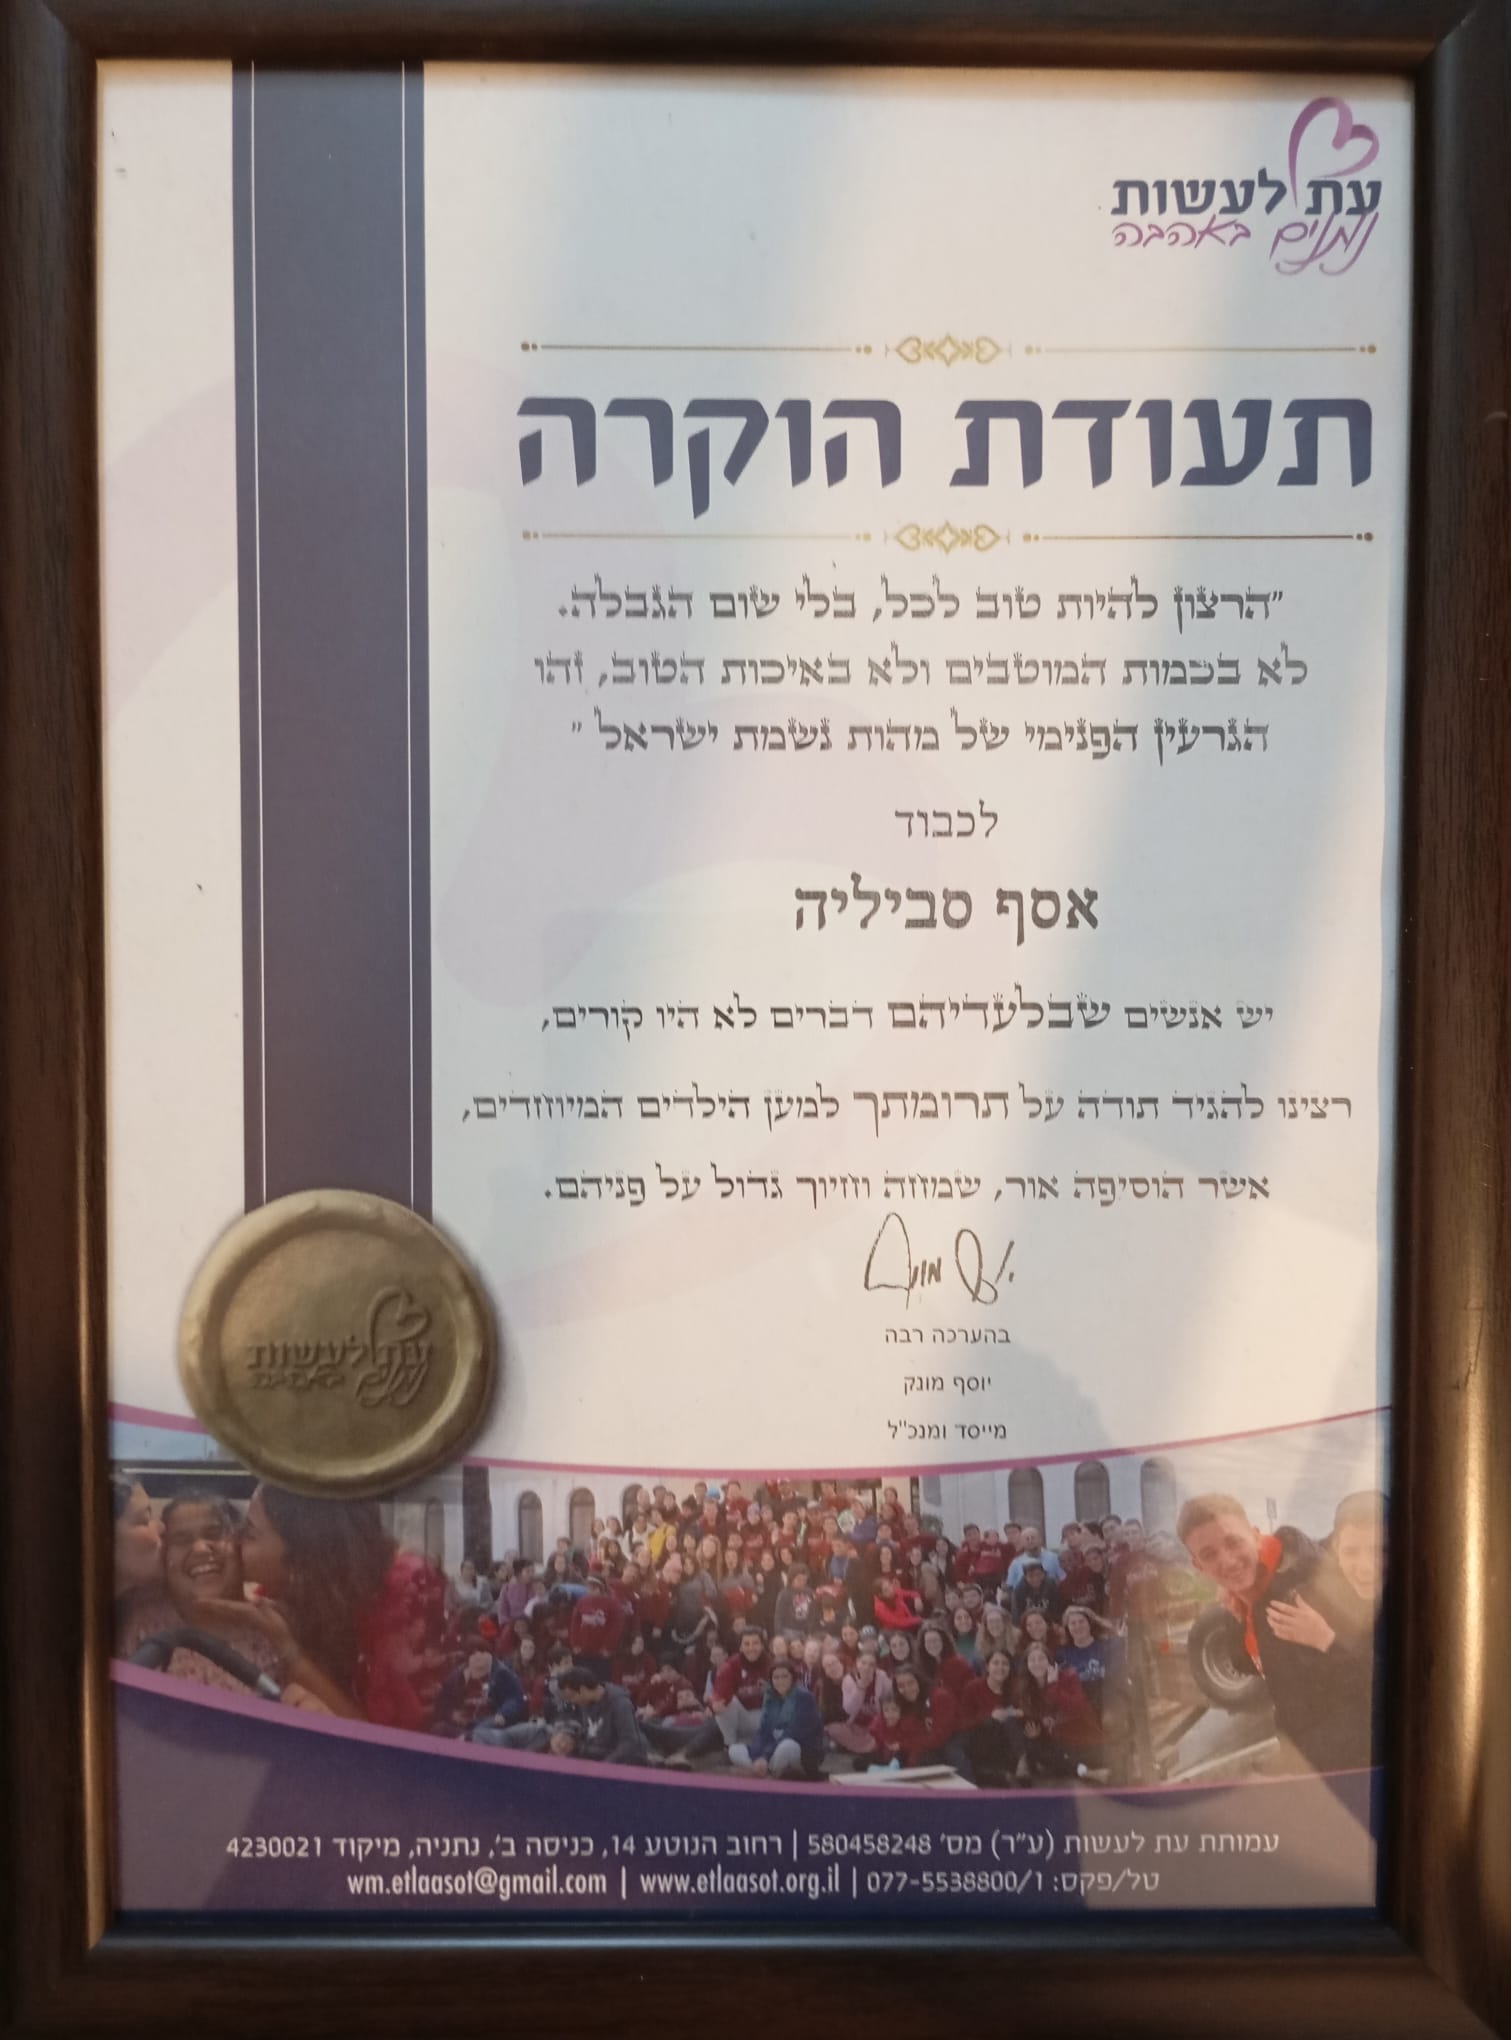 עת לעשות
נותנים באהבה
תעודת הוקרה
"הרצון להיות טוב לכל, בלי שום הגבלה.
לא בכמות המוטבים ולא באיכות הטוב, זהו
הגרעין הפנימי של מהות נשמת ישראל "
לכבוד
אסף סביליה
יש אנשים שבלעדיהם דברים לא היו קורים,
רצינו להגיד תודה על תרומתך למען הילדים המיוחדים,
אשר הוסיפה אור, שמחה וחיוך גדול על פניהם.
בהערכה רבה
יוסף מונק
מייסד ומנכ"ל
עת לעשות
נותנים באהבה
עמותת עת לעשות (ע"ר) מס' 580458248 | רחוב הנוטע 14, כניסה ב', נתניה, מיקוד 4230021
טל/פקס: 077-5538800/1 | www.etlaasot.org.il | wm.etlaasot@gmail.com